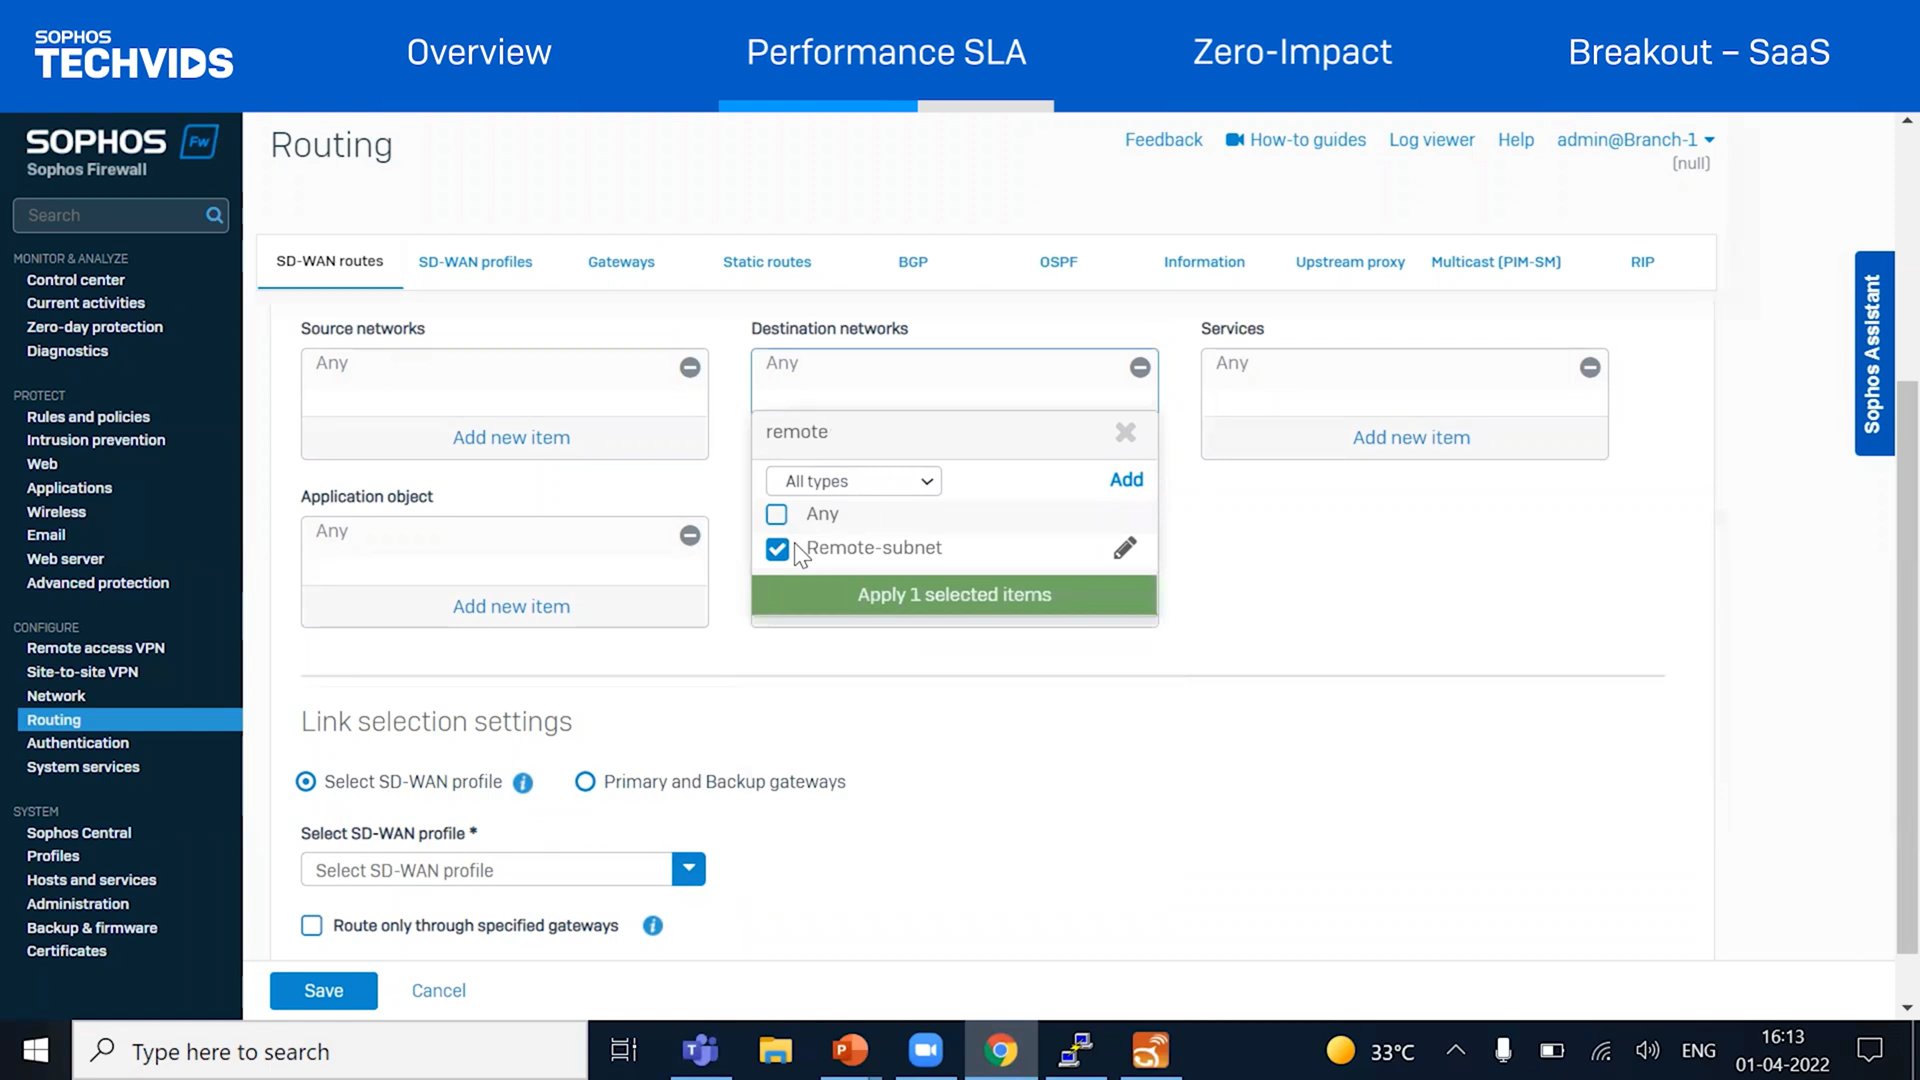 SOPHOS
TECHVIDS
Overview
Performance SLA
Zero-Impact
Breakout – SaaS
SOPHOS Fw
Sophos Firewall
Search
MONITOR & ANALYZE
Control center
Current activities
Zero-day protection
Diagnostics
PROTECT
Rules and policies
Intrusion prevention
Web
Applications
Wireless
Email
Web server
Advanced protection
CONFIGURE
Remote access VPN
Site-to-site VPN
Network
Routing
Authentication
System services
SYSTEM
Sophos Central
Profiles
Hosts and services
Administration
Backup & firmware
Certificates
Routing
Feedback How-to guides Log viewer Help admin@Branch-1
(null)
SD-WAN routes SD-WAN profiles Gateways Static routes BGP OSPF Information Upstream proxy Multicast (PIM-SM) RIP
Source networks
Any
Add new item
Destination networks
Any
remote
All types Add
Any
Remote-subnet
Apply 1 selected items
Services
Any
Add new item
Application object
Any
Add new item
Link selection settings
Select SD-WAN profile Primary and Backup gateways
Select SD-WAN profile *
Select SD-WAN profile
Route only through specified gateways
Save Cancel
Sophos Assistant
Type here to search
33°C
ENG
16:13
01-04-2022